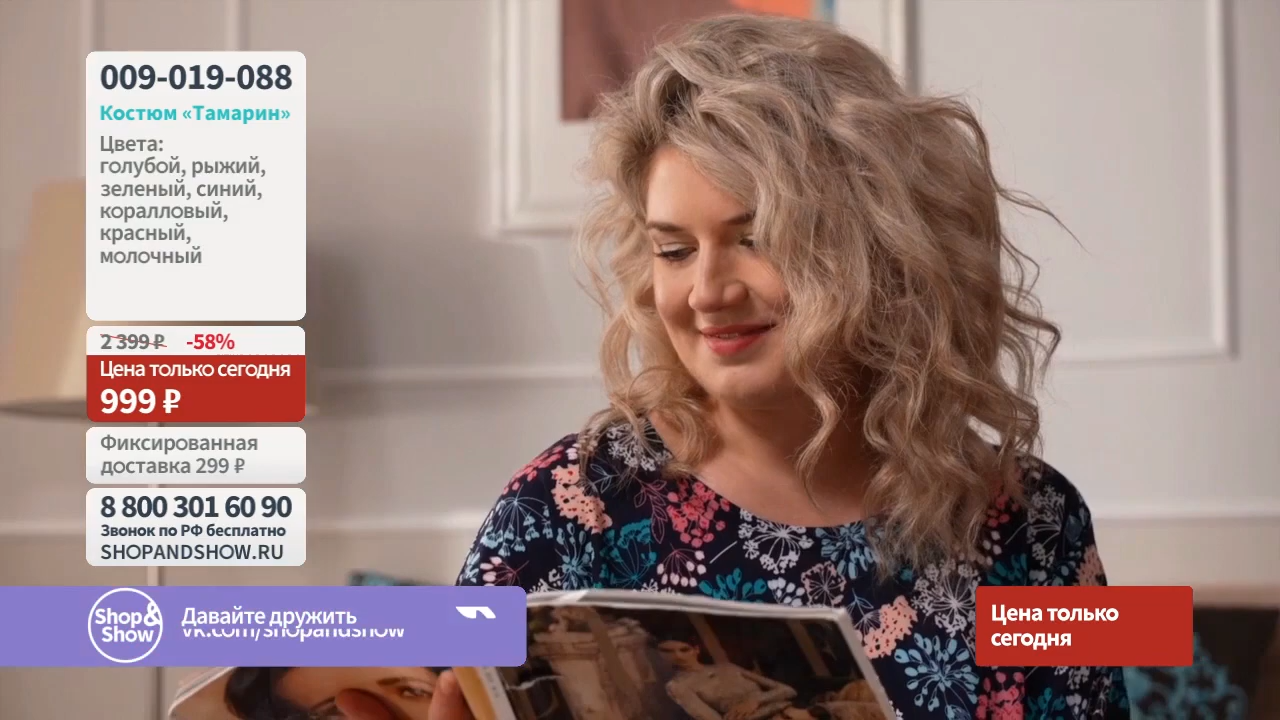 009-019-088
Костюм «Тамарин»
Цвета:
голубой, рыжий,
зеленый, синий,
коралловый,
красный,
молочный
2 399 ₽ -58%
Цена только сегодня
999 ₽
Фиксированная
доставка 299 ₽
8 800 301 60 90
Звонок по РФ бесплатно
SHOPANDSHOW.RU
Shop&
Show
Давайте дружить
vk.com/shopandshow
Цена только
сегодня